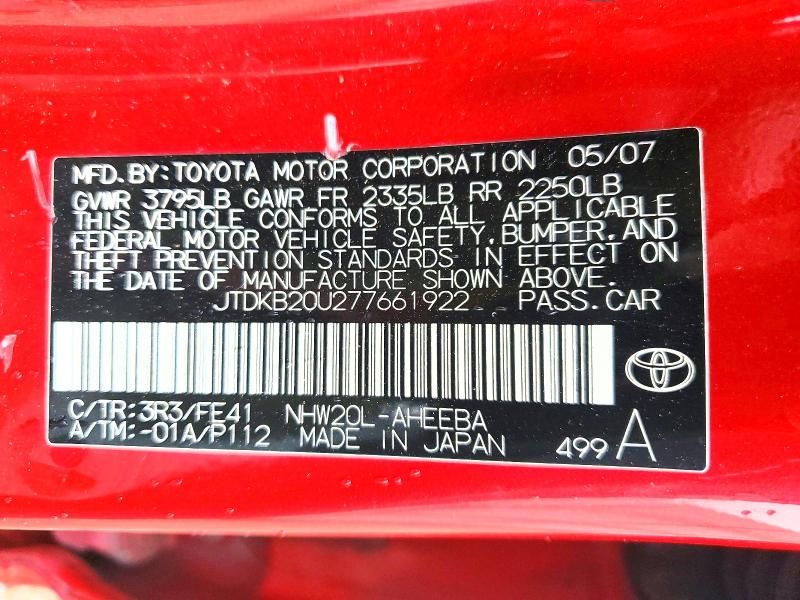 MFD.BY:TOYOTA MOTOR CORPORATION 05/07
GVWR 3795LB GAWR FR 2335LB RR 2250LB
THIS VEHICLE CONFORMS TO ALL APPLICABLE
FEDERAL MOTOR VEHICLE SAFETY,BUMPER,AND
THEFT PREVENTION STANDARDS IN EFFECT ON
THE DATE OF MANUFACTURE SHOWN ABOVE.
JTDKB20U277661922 PASS.CAR
C/TR:3R3/FE41 NHW20L-AHEEBA
A/TM:-01A/P112 MADE IN JAPAN 499 A